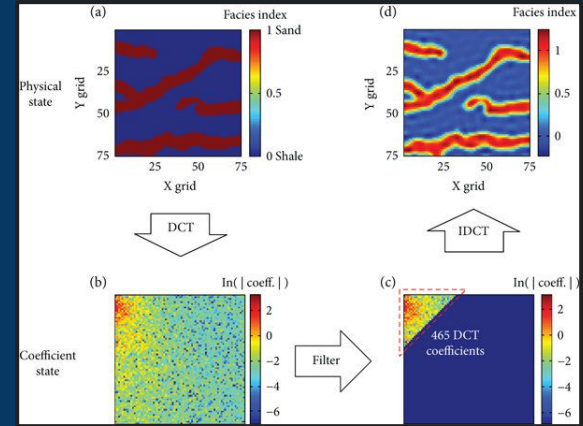 (a)
Facies index
1 Sand
0.5
0 Shale
25
50
75
Y grid
25
50
75
X grid
(d)
Facies index
1
0.5
0
25
50
75
Y grid
25
50
75
X grid
Physical
state
DCT
IDCT
(b)
ln( | coeff. | )
2
0
−2
−4
−6
Filter
(c)
ln( | coeff. | )
465 DCT
coefficients
2
0
−2
−4
−6
Coefficient
state